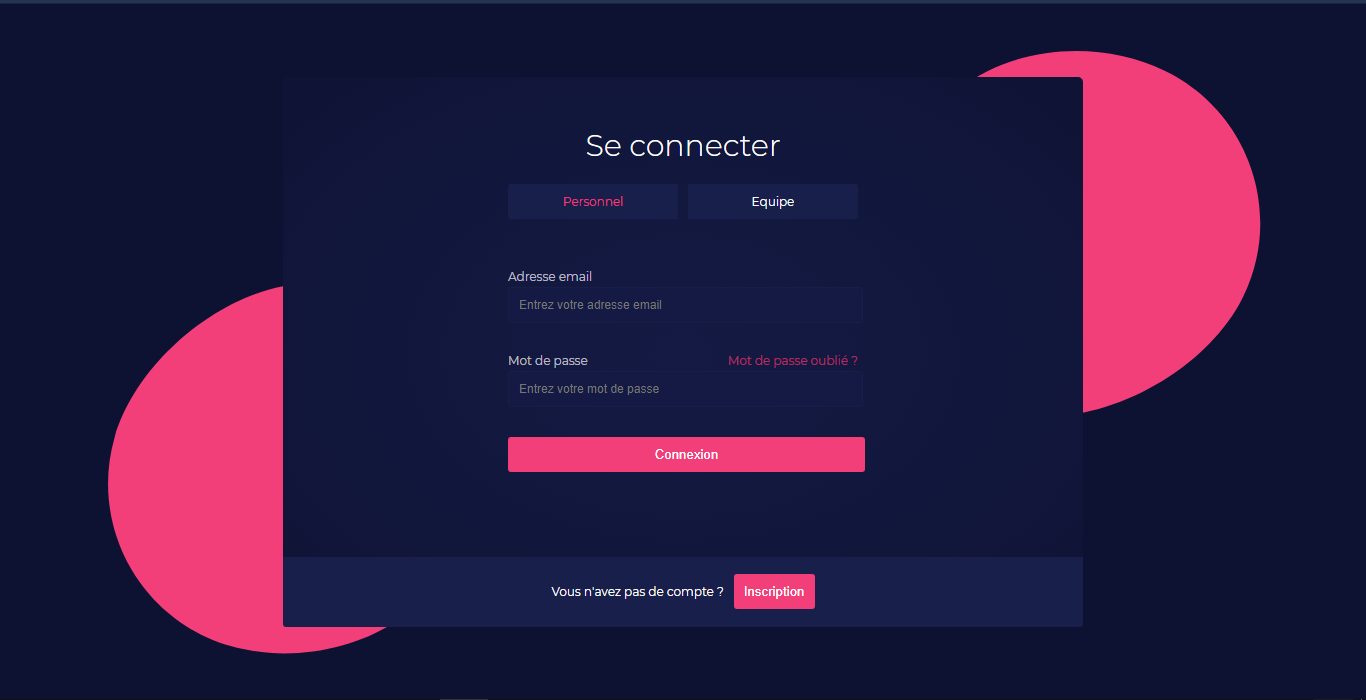 Se connecter
Personnel Equipe
Adresse email
Entrez votre adresse email
Mot de passe Mot de passe oublié ?
Entrez votre mot de passe
Connexion
Vous n'avez pas de compte ? Inscription